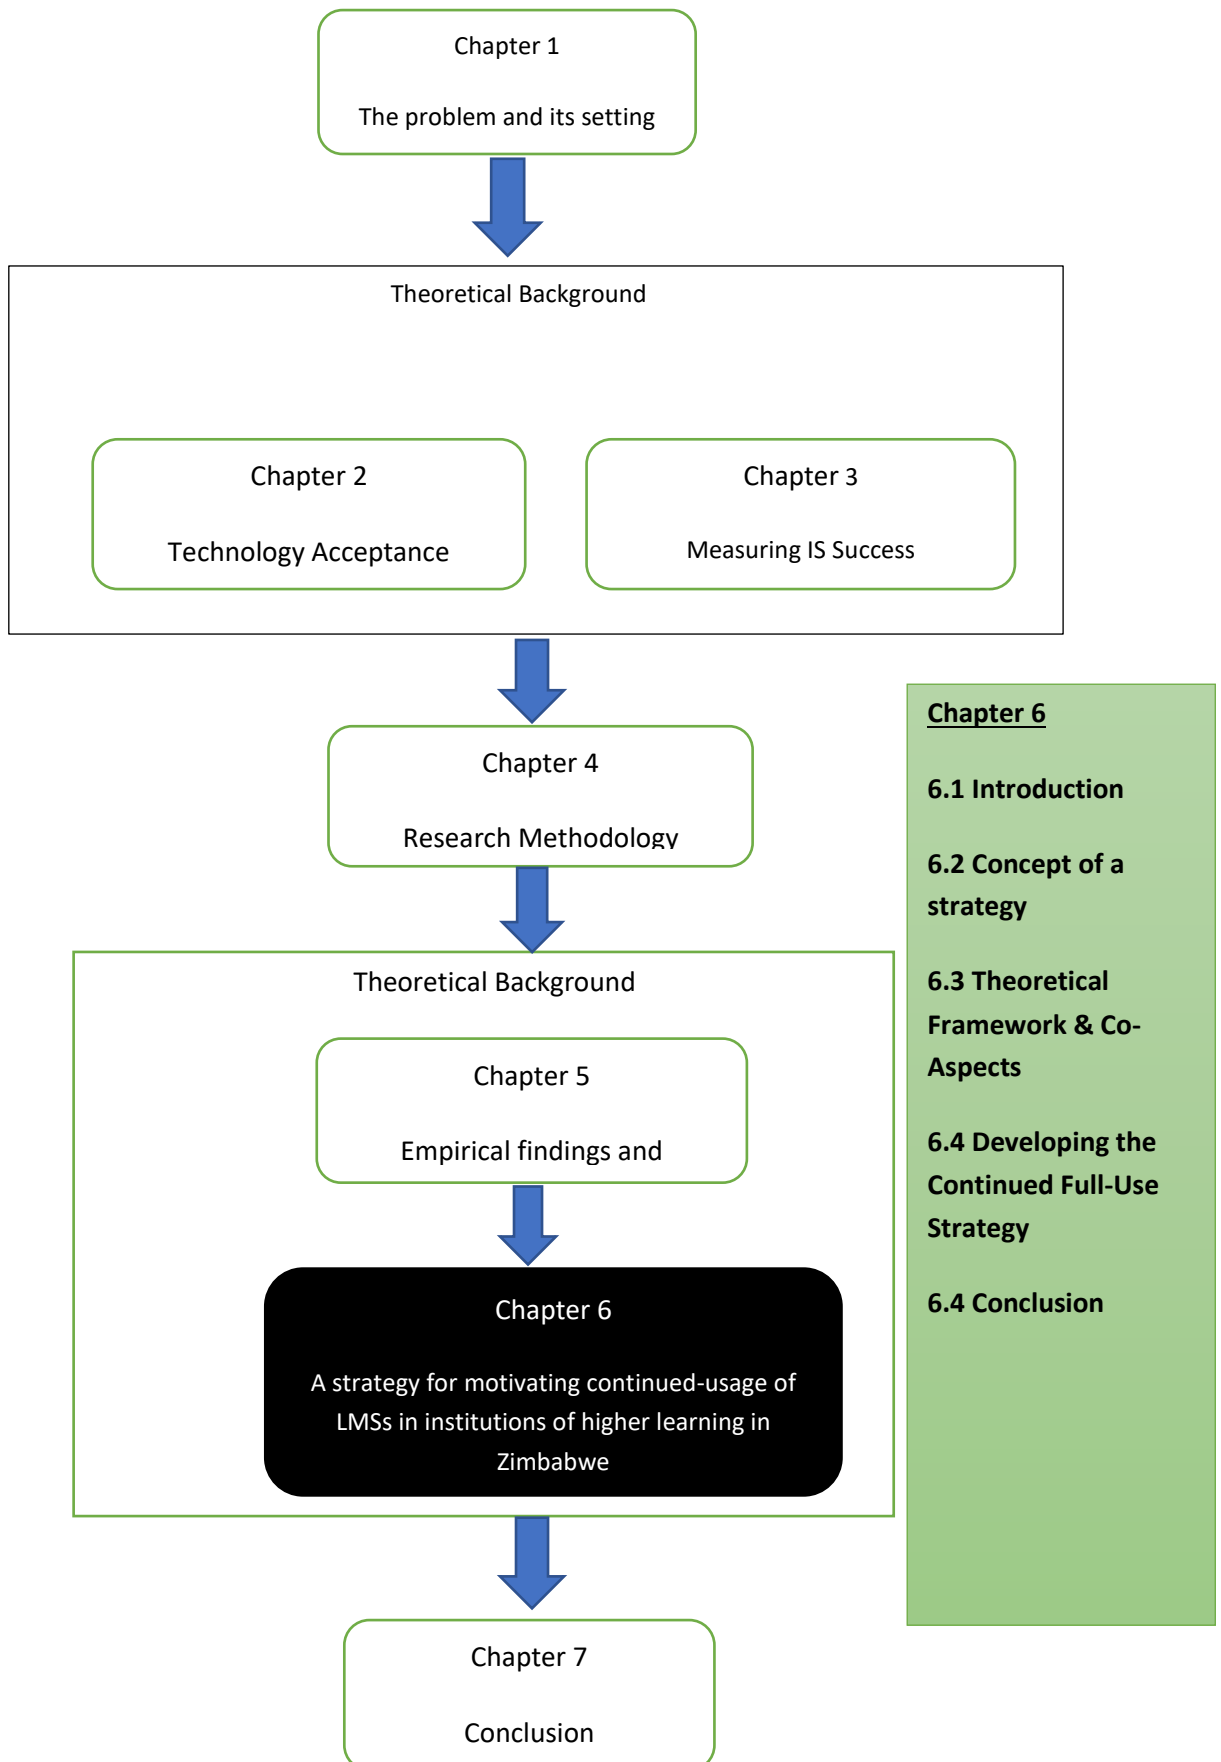 Chapter 1
The problem and its setting
Theoretical Background
Chapter 2
Technology Acceptance
Chapter 3
Measuring IS Success
Chapter 4
Research Methodology
Theoretical Background
Chapter 5
Empirical findings and
Chapter 6
A strategy for motivating continued-usage of
LMSs in institutions of higher learning in
Zimbabwe
Chapter 7
Conclusion
Chapter 6
6.1 Introduction
6.2 Concept of a
strategy
6.3 Theoretical
Framework & Co-
Aspects
6.4 Developing the
Continued Full-Use
Strategy
6.4 Conclusion